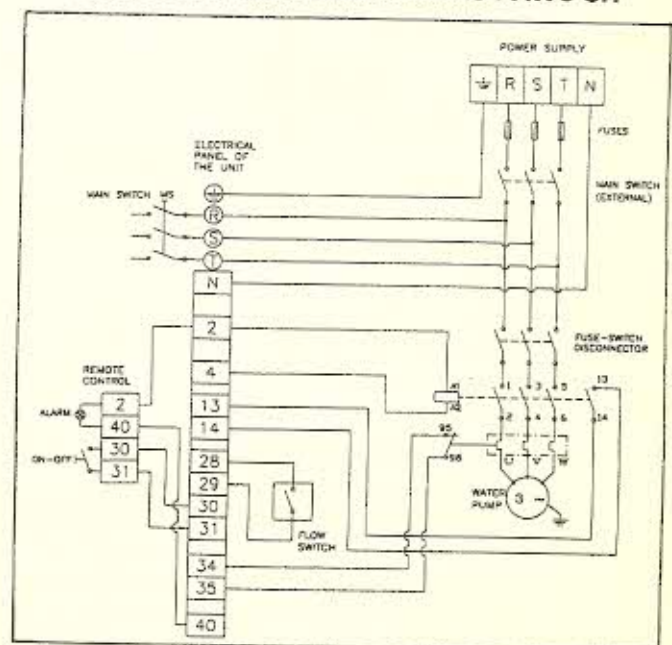 POWER SUPPLY
⏚ R S T N
FUSES
MAIN SWITCH
(EXTERNAL)
ELECTRICAL
PANEL OF
THE UNIT
MAIN SWITCH MS
R
S
T
N
2
4
13
14
28
29
30
31
34
35
40
REMOTE
CONTROL
2
40
30
31
ALARM
ON-OFF
FLOW
SWITCH
FUSE-SWITCH
DISCONNECTOR
A1
A2
1 3 5 13
2 4 6 14
95
98
U V W
WATER
PUMP
3 ~